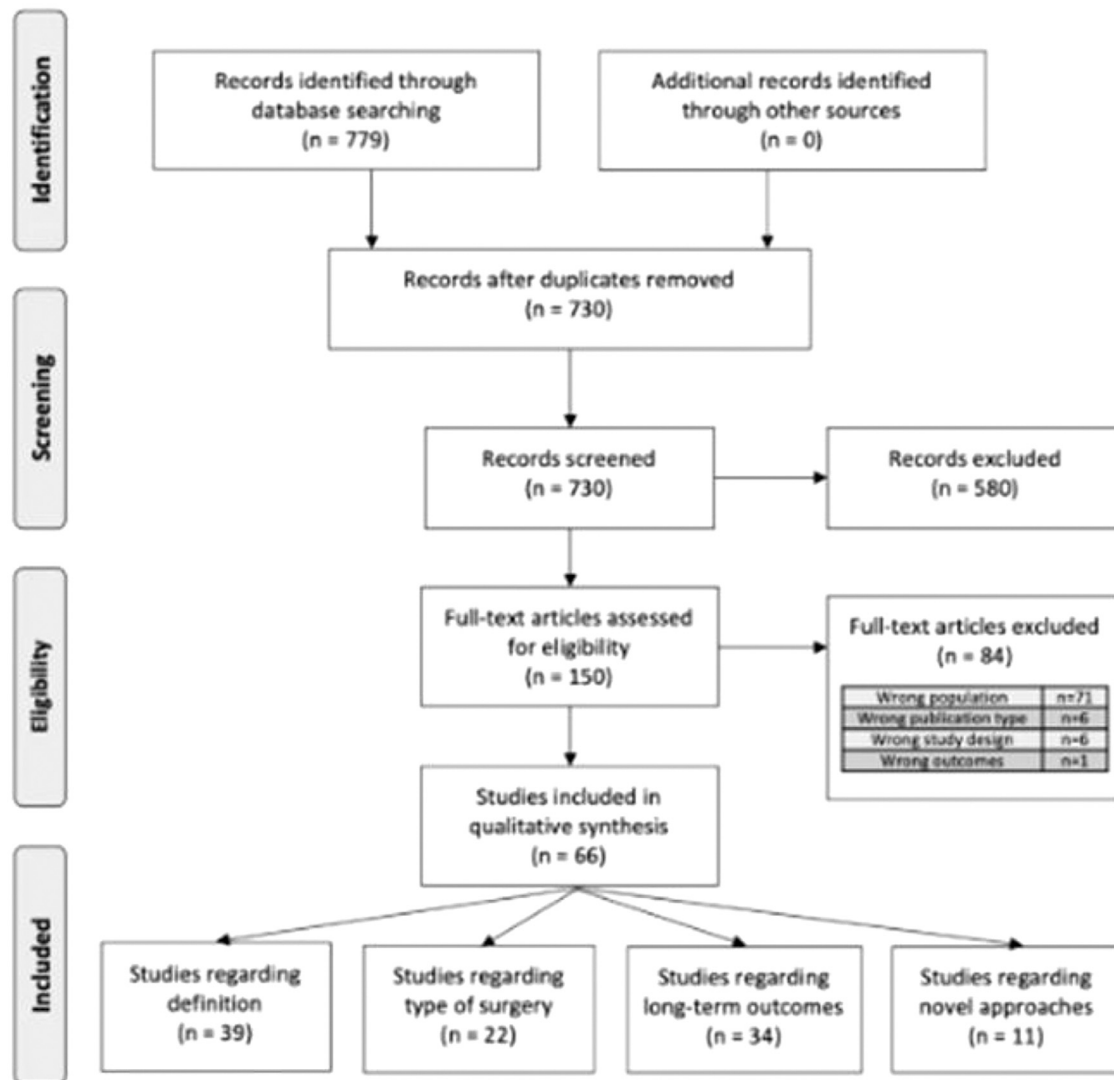 Identification
Records identified through
database searching
(n = 779)
Additional records identified
through other sources
(n = 0)
Records after duplicates removed
(n = 730)
Screening
Records screened
(n = 730)
Records excluded
(n = 580)
Eligibility
Full-text articles assessed
for eligibility
(n = 150)
Full-text articles excluded
(n = 84)
Wrong population n=71
Wrong publication type n=6
Wrong study design n=6
Wrong outcomes n=1
Studies included in
qualitative synthesis
(n = 66)
Included
Studies regarding
definition
(n = 39)
Studies regarding
type of surgery
(n = 22)
Studies regarding
long-term outcomes
(n = 34)
Studies regarding
novel approaches
(n = 11)